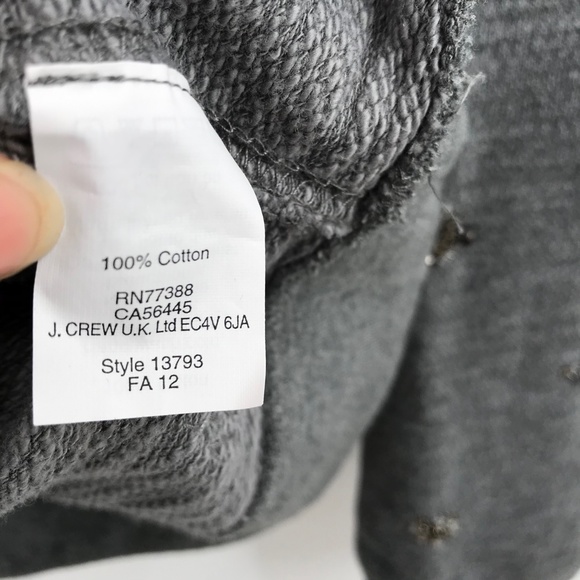 100% Cotton
RN77388
CA56445
J. CREW U.K. Ltd EC4V 6JA
Style 13793
FA 12